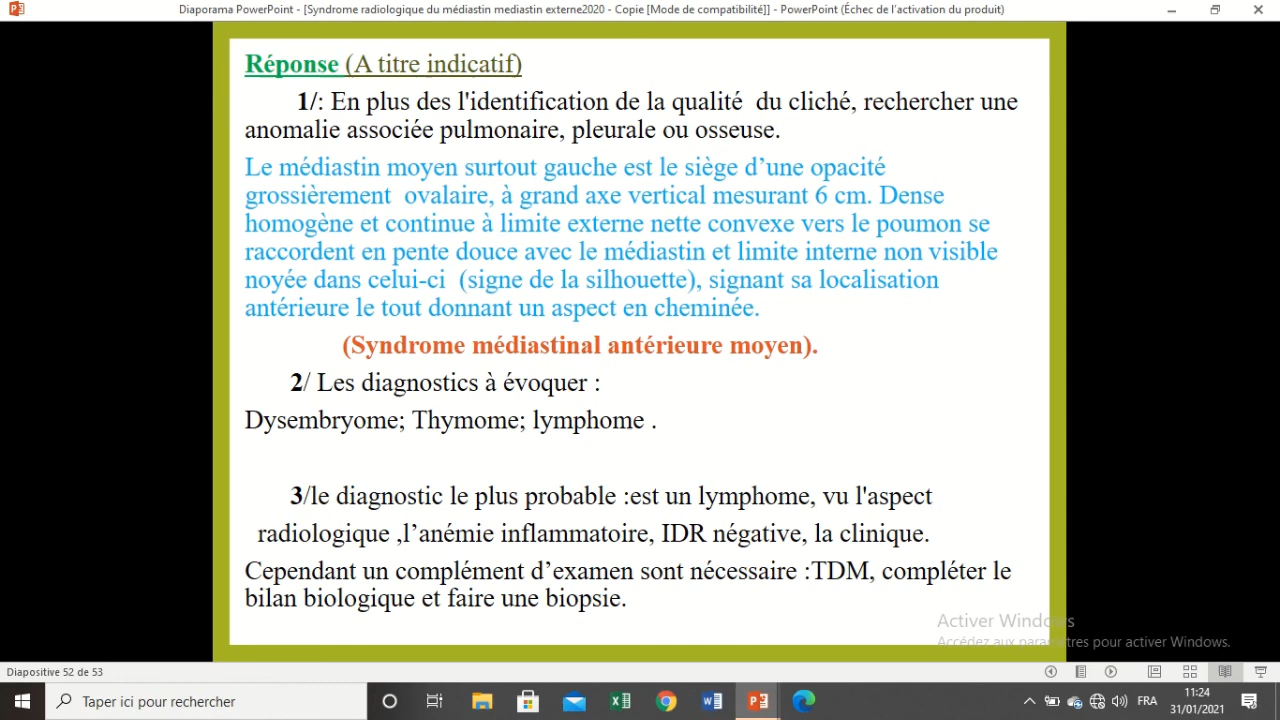 Diaporama PowerPoint - [Syndrome radiologique du médiastin mediastin externe2020 - Copie [Mode de compatibilité]] - PowerPoint (Échec de l'activation du produit)
Réponse (A titre indicatif)
1/: En plus des l'identification de la qualité du cliché, rechercher une
anomalie associée pulmonaire, pleurale ou osseuse.
Le médiastin moyen surtout gauche est le siège d’une opacité
grossièrement ovalaire, à grand axe vertical mesurant 6 cm. Dense
homogène et continue à limite externe nette convexe vers le poumon se
raccordent en pente douce avec le médiastin et limite interne non visible
noyée dans celui-ci (signe de la silhouette), signant sa localisation
antérieure le tout donnant un aspect en cheminée.
(Syndrome médiastinal antérieure moyen).
2/ Les diagnostics à évoquer :
Dysembryome; Thymome; lymphome .
3/le diagnostic le plus probable :est un lymphome, vu l'aspect
radiologique ,l’anémie inflammatoire, IDR négative, la clinique.
Cependant un complément d’examen sont nécessaire :TDM, compléter le
bilan biologique et faire une biopsie.
Activer Windows
Accédez aux paramètres pour activer Windows.
Diapositive 52 de 53
Taper ici pour rechercher
FRA
11:24
31/01/2021